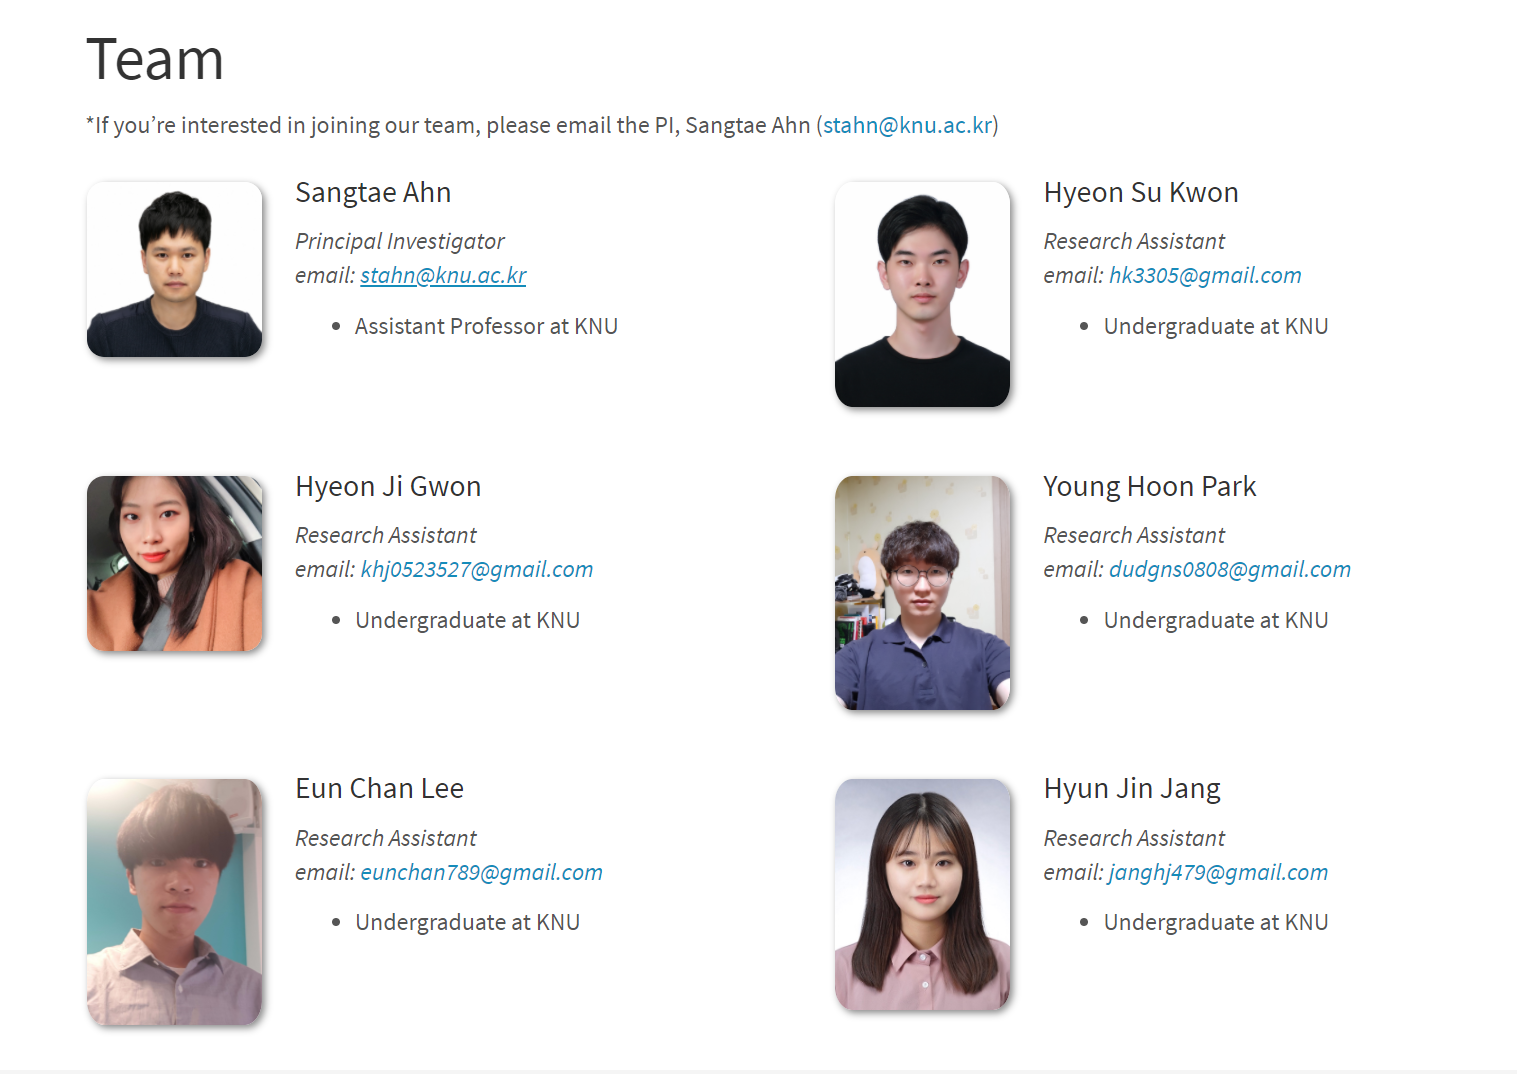 Team
*If you’re interested in joining our team, please email the PI, Sangtae Ahn (stahn@knu.ac.kr)
Sangtae Ahn
Principal Investigator
email: stahn@knu.ac.kr
• Assistant Professor at KNU
Hyeon Su Kwon
Research Assistant
email: hk3305@gmail.com
• Undergraduate at KNU
Hyeon Ji Gwon
Research Assistant
email: khj0523527@gmail.com
• Undergraduate at KNU
Young Hoon Park
Research Assistant
email: dudgns0808@gmail.com
• Undergraduate at KNU
Eun Chan Lee
Research Assistant
email: eunchan789@gmail.com
• Undergraduate at KNU
Hyun Jin Jang
Research Assistant
email: janghj479@gmail.com
• Undergraduate at KNU